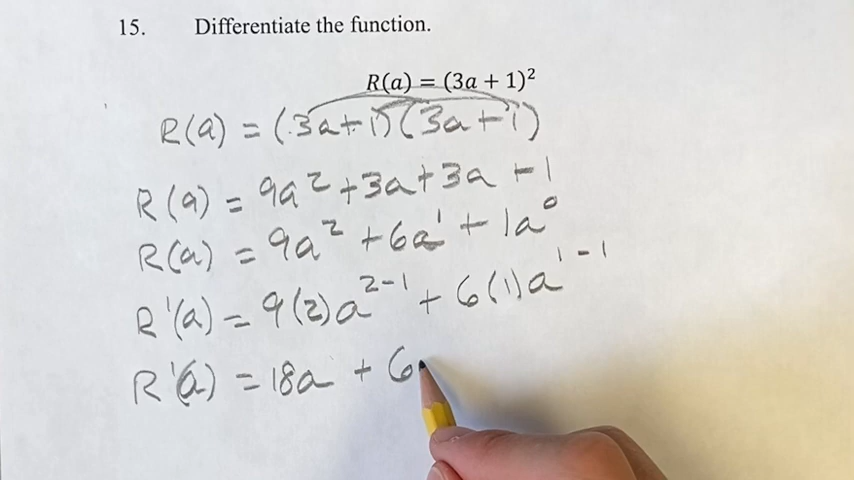 15. Differentiate the function.
R(a) = (3a + 1)²
R(a) = (3a+1)(3a+1)
R(a) = 9a²+3a+3a+1
R(a) = 9a²+6a¹+1a⁰
R'(a) = 9(2)a²⁻¹+6(1)a¹⁻¹
R'(a) = 18a + 6